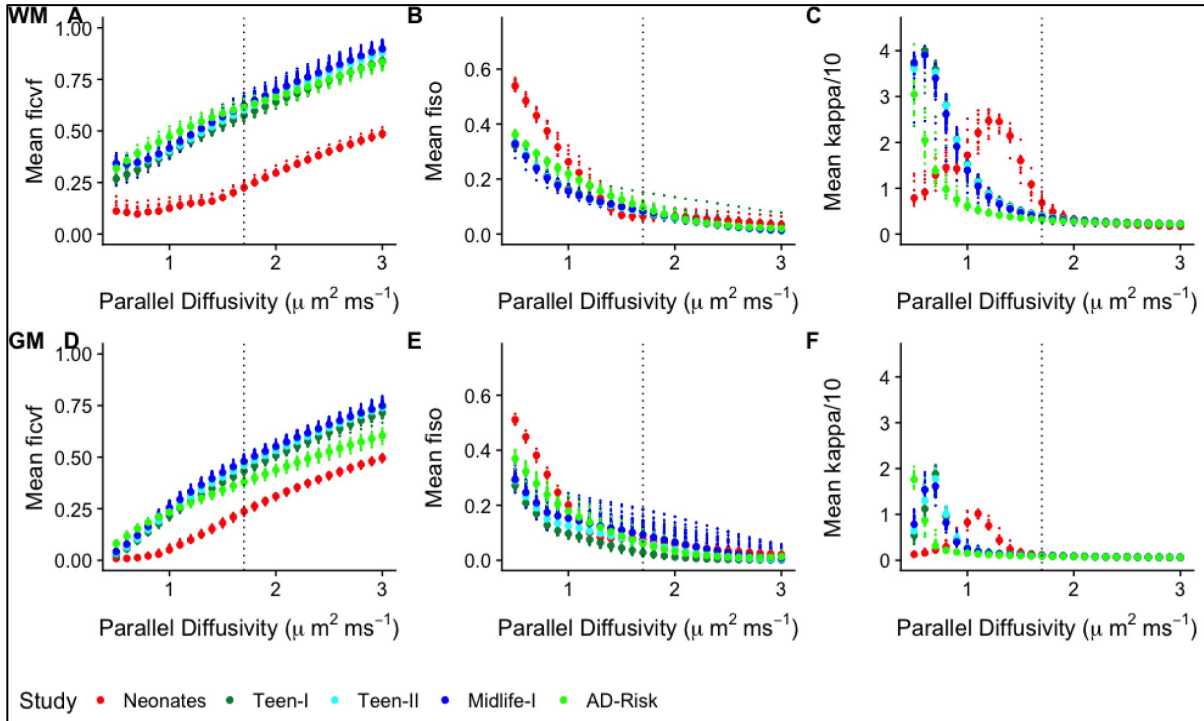 WM A
Mean ficvf
1.00
0.75
0.50
0.25
0.00
1 2 3
Parallel Diffusivity (μ m² ms⁻¹)
B
Mean fiso
0.6
0.4
0.2
0.0
1 2 3
Parallel Diffusivity (μ m² ms⁻¹)
C
Mean kappa/10
4
3
2
1
0
1 2 3
Parallel Diffusivity (μ m² ms⁻¹)
GM D
Mean ficvf
1.00
0.75
0.50
0.25
0.00
1 2 3
Parallel Diffusivity (μ m² ms⁻¹)
E
Mean fiso
0.6
0.4
0.2
0.0
1 2 3
Parallel Diffusivity (μ m² ms⁻¹)
F
Mean kappa/10
4
3
2
1
0
1 2 3
Parallel Diffusivity (μ m² ms⁻¹)
Study Neonates Teen-I Teen-II Midlife-I AD-Risk